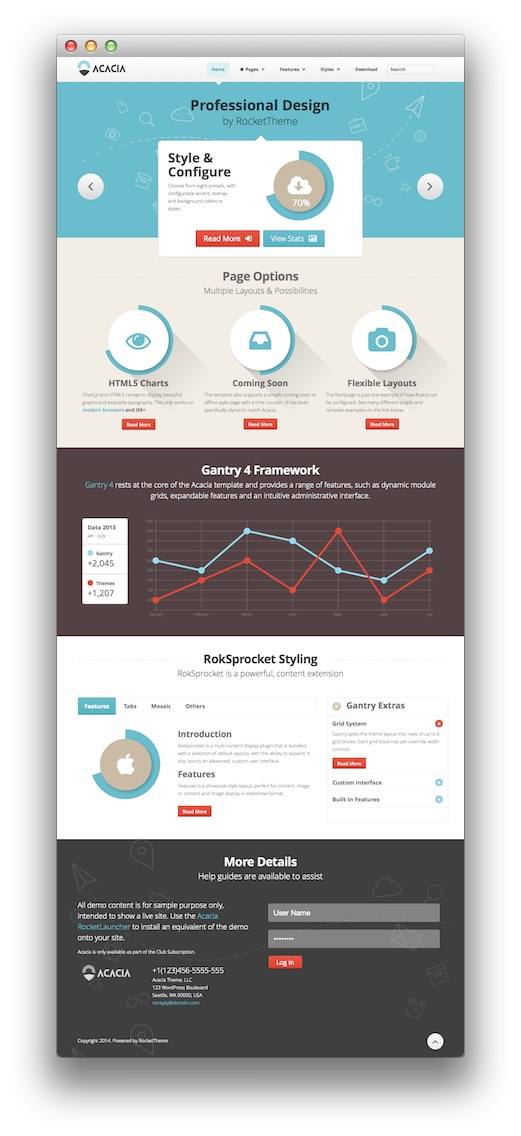 ACACIA
Home
Pages
Features
Styles
Download
Search
Professional Design
by RocketTheme
Style &
Configure
Choose from eight presets, with
configurable accent, overlay
and background colors or
styles.
70%
Read More
View Stats
Page Options
Multiple Layouts & Possibilities
HTML5 Charts
Chart.js and HTML5 canvas to display beautiful
graphs and exquisite typography. This only works on
modern browsers and IE9+.
Read More
Coming Soon
The template also supports a simple coming soon or
offline style page with a time counter. It has been
specifically styled to match Acacia.
Read More
Flexible Layouts
The frontpage is just one example of how Acacia can
be configured. See many different simple and
complex examples on the link below.
Read More
Gantry 4 Framework
Gantry 4 rests at the core of the Acacia template and provides a range of features, such as dynamic module
grids, expandable features and an intuitive administrative interface.
Data 2013
Jan - July
Gantry
+2,045
Themes
+1,207
January
February
March
April
May
June
July
RokSprocket Styling
RokSprocket is a powerful, content extension
Features
Tabs
Mosaic
Others
Introduction
RokSprocket is a multi content display plugin that is bundled
with a selection of default layouts, with the ability to expand. It
also sports an advanced, custom user interface.
Features
Features is a showcase style layout, perfect for content, image
or content and image display in slideshow format.
Read More
Gantry Extras
Grid System
Gantry splits the theme layout into rows of up to 6
grid blocks. Each grid block has per override width
controls.
Read More
Custom Interface
Built-in Features
More Details
Help guides are available to assist
All demo content is for sample purpose only,
intended to show a live site. Use the Acacia
RocketLauncher to install an equivalent of the demo
onto your site.
Acacia is only available as part of the Club Subscription.
ACACIA
+1(123)456-5555-555
Acacia Theme, LLC
123 WordPress Boulevard
Seattle, WA 00000, USA
noreply@domain.com
User Name
••••••••
Log in
Copyright 2014. Powered by RocketTheme